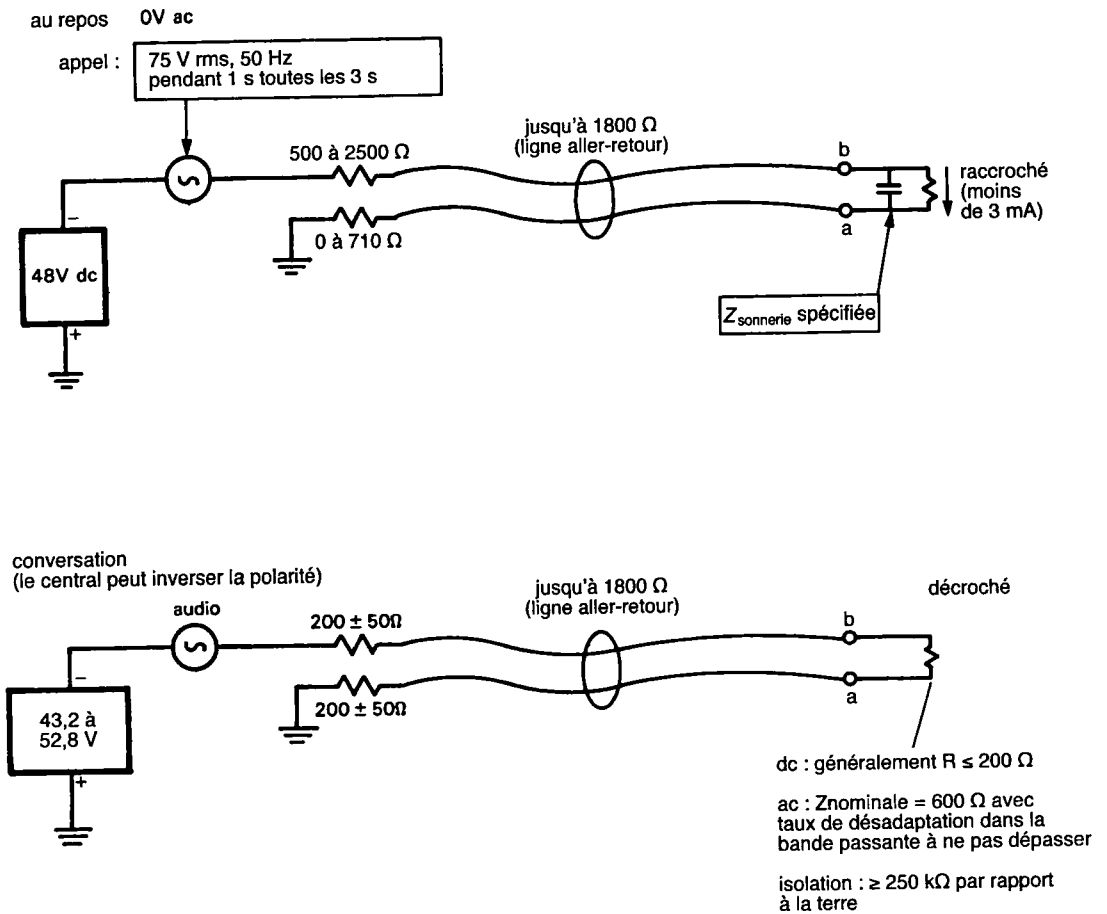 au repos 0V ac
appel : 75 V rms, 50 Hz
pendant 1 s toutes les 3 s
500 à 2500 Ω
jusqu'à 1800 Ω
(ligne aller-retour)
b
raccroché
(moins
de 3 mA)
–
0 à 710 Ω
a
48V dc
Zsonnerie spécifiée
+
conversation
(le central peut inverser la polarité)
audio
200 ± 50Ω
jusqu'à 1800 Ω
(ligne aller-retour)
b
décroché
–
200 ± 50Ω
a
43,2 à
52,8 V
+
dc : généralement R ≤ 200 Ω
ac : Znominale = 600 Ω avec
taux de désadaptation dans la
bande passante à ne pas dépasser
isolation : ≥ 250 kΩ par rapport
à la terre